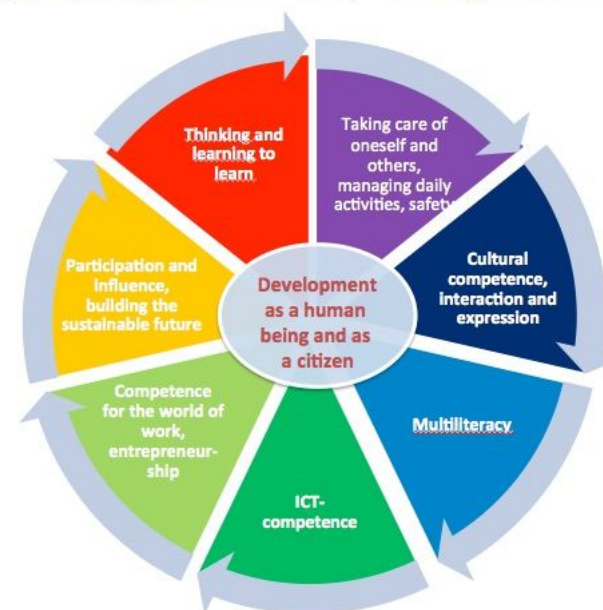 Thinking and
learning to
learn
Taking care of
oneself and
others,
managing daily
activities, safety
Cultural
competence,
interaction and
expression
Multiliteracy
ICT-
competence
Competence
for the world of
work,
entrepreneur-
ship
Participation and
influence,
building the
sustainable future
Development
as a human
being and as
a citizen